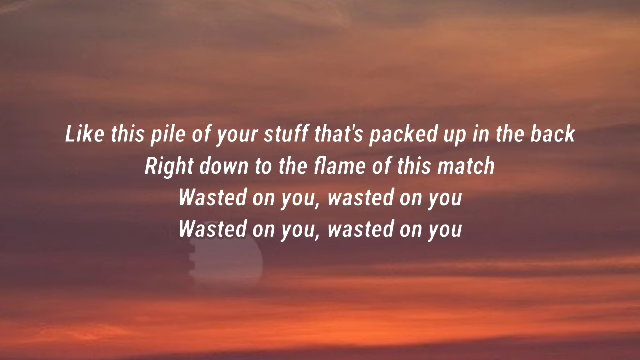 Like this pile of your stuff that's packed up in the back
Right down to the flame of this match
Wasted on you, wasted on you
Wasted on you, wasted on you